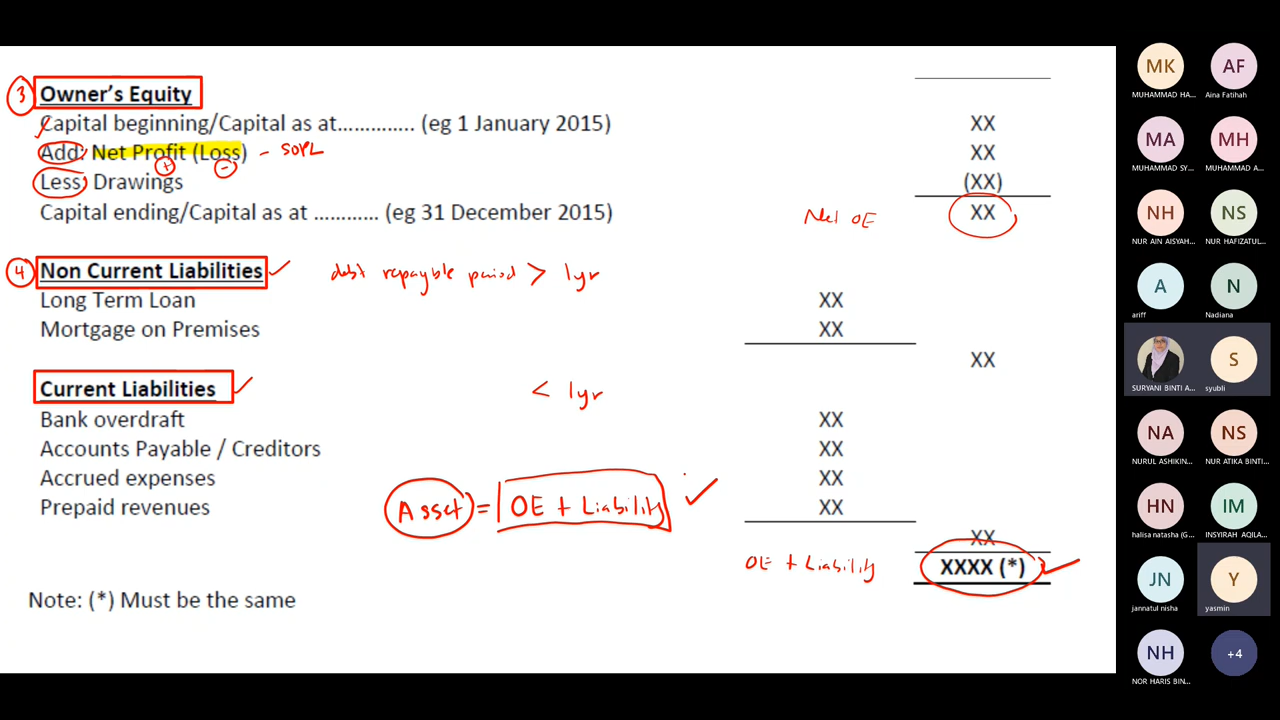 3 Owner's Equity
Capital beginning/Capital as at.............. (eg 1 January 2015) XX
Add: Net Profit (Loss) - SOPL XX
+ -
Less: Drawings (XX)
Capital ending/Capital as at ............ (eg 31 December 2015) Net OE XX
4 Non Current Liabilities debt repayable period > 1yr
Long Term Loan XX
Mortgage on Premises XX
XX
Current Liabilities < 1yr
Bank overdraft XX
Accounts Payable / Creditors XX
Accrued expenses XX
Prepaid revenues XX
Asset = OE + Liability
XX
OE + Liability XXXX (*)
Note: (*) Must be the same
MK AF
MUHAMMAD HA... Aina Fatihah
MA MH
MUHAMMAD SY... MUHAMMAD A...
NH NS
NUR AIN AISYAH... NUR HAFIZATUL...
A N
ariff Nadiana
S
SURYANI BINTI A... syubli
NA NS
NURUL ASHIKIN... NUR ATIKA BINTI...
HN IM
halisa natasha (G... INSYIRAH AQILA...
JN Y
jannatul nisha yasmin
NH +4
NOR HARIS BIN...